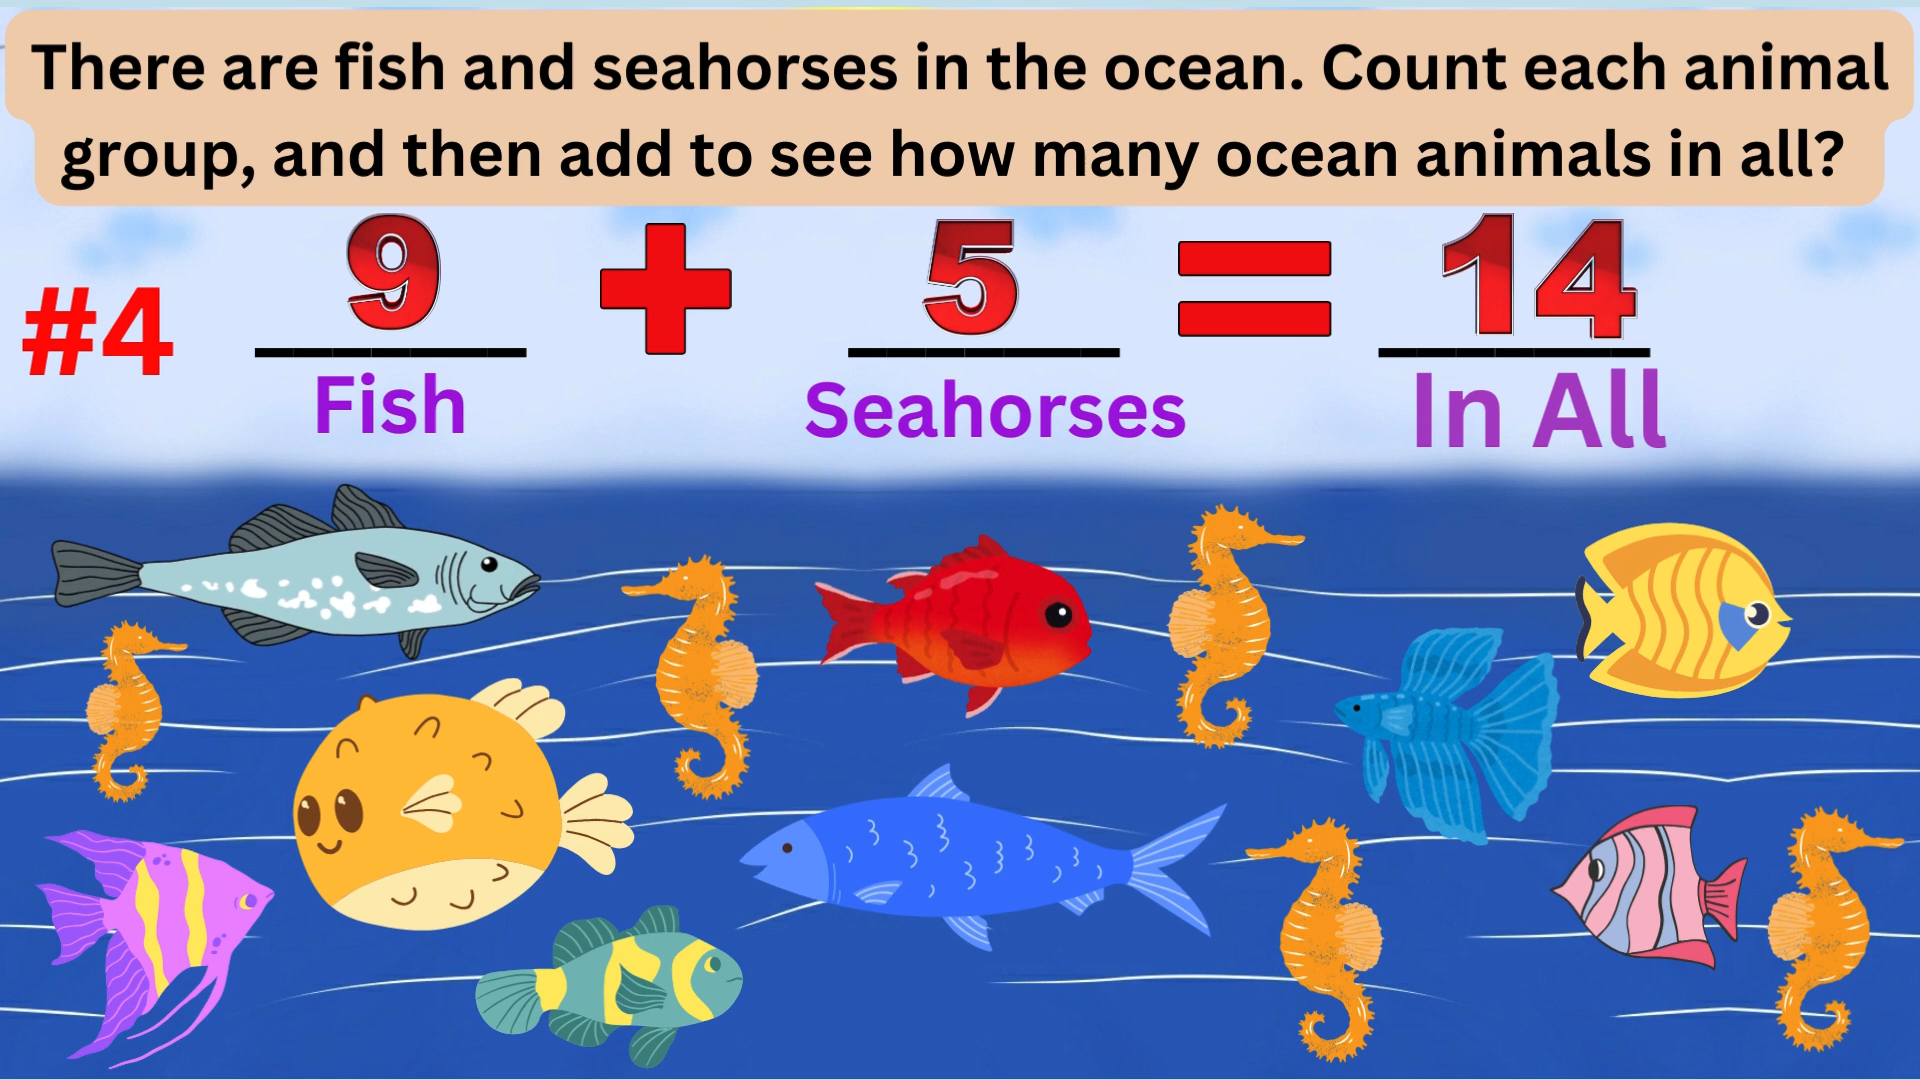 There are fish and seahorses in the ocean. Count each animal
group, and then add to see how many ocean animals in all?
#4 9 + 5 = 14
Fish Seahorses In All